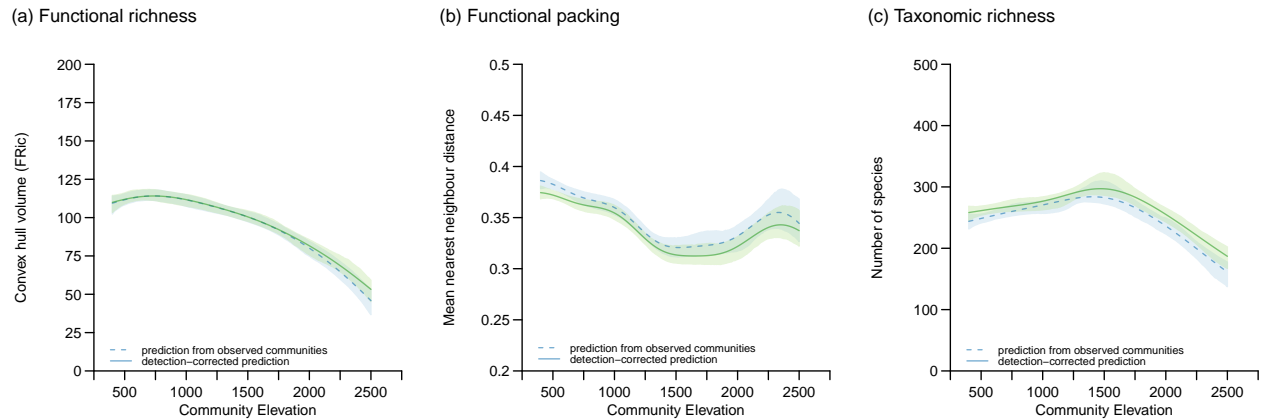 (a) Functional richness
Convex hull volume (FRic)
200
175
150
125
100
75
50
25
0
500 1000 1500 2000 2500
Community Elevation
prediction from observed communities
detection−corrected prediction
(b) Functional packing
Mean nearest neighbour distance
0.5
0.45
0.4
0.35
0.3
0.25
0.2
500 1000 1500 2000 2500
Community Elevation
prediction from observed communities
detection−corrected prediction
(c) Taxonomic richness
Number of species
500
400
300
200
100
0
500 1000 1500 2000 2500
Community Elevation
prediction from observed communities
detection−corrected prediction